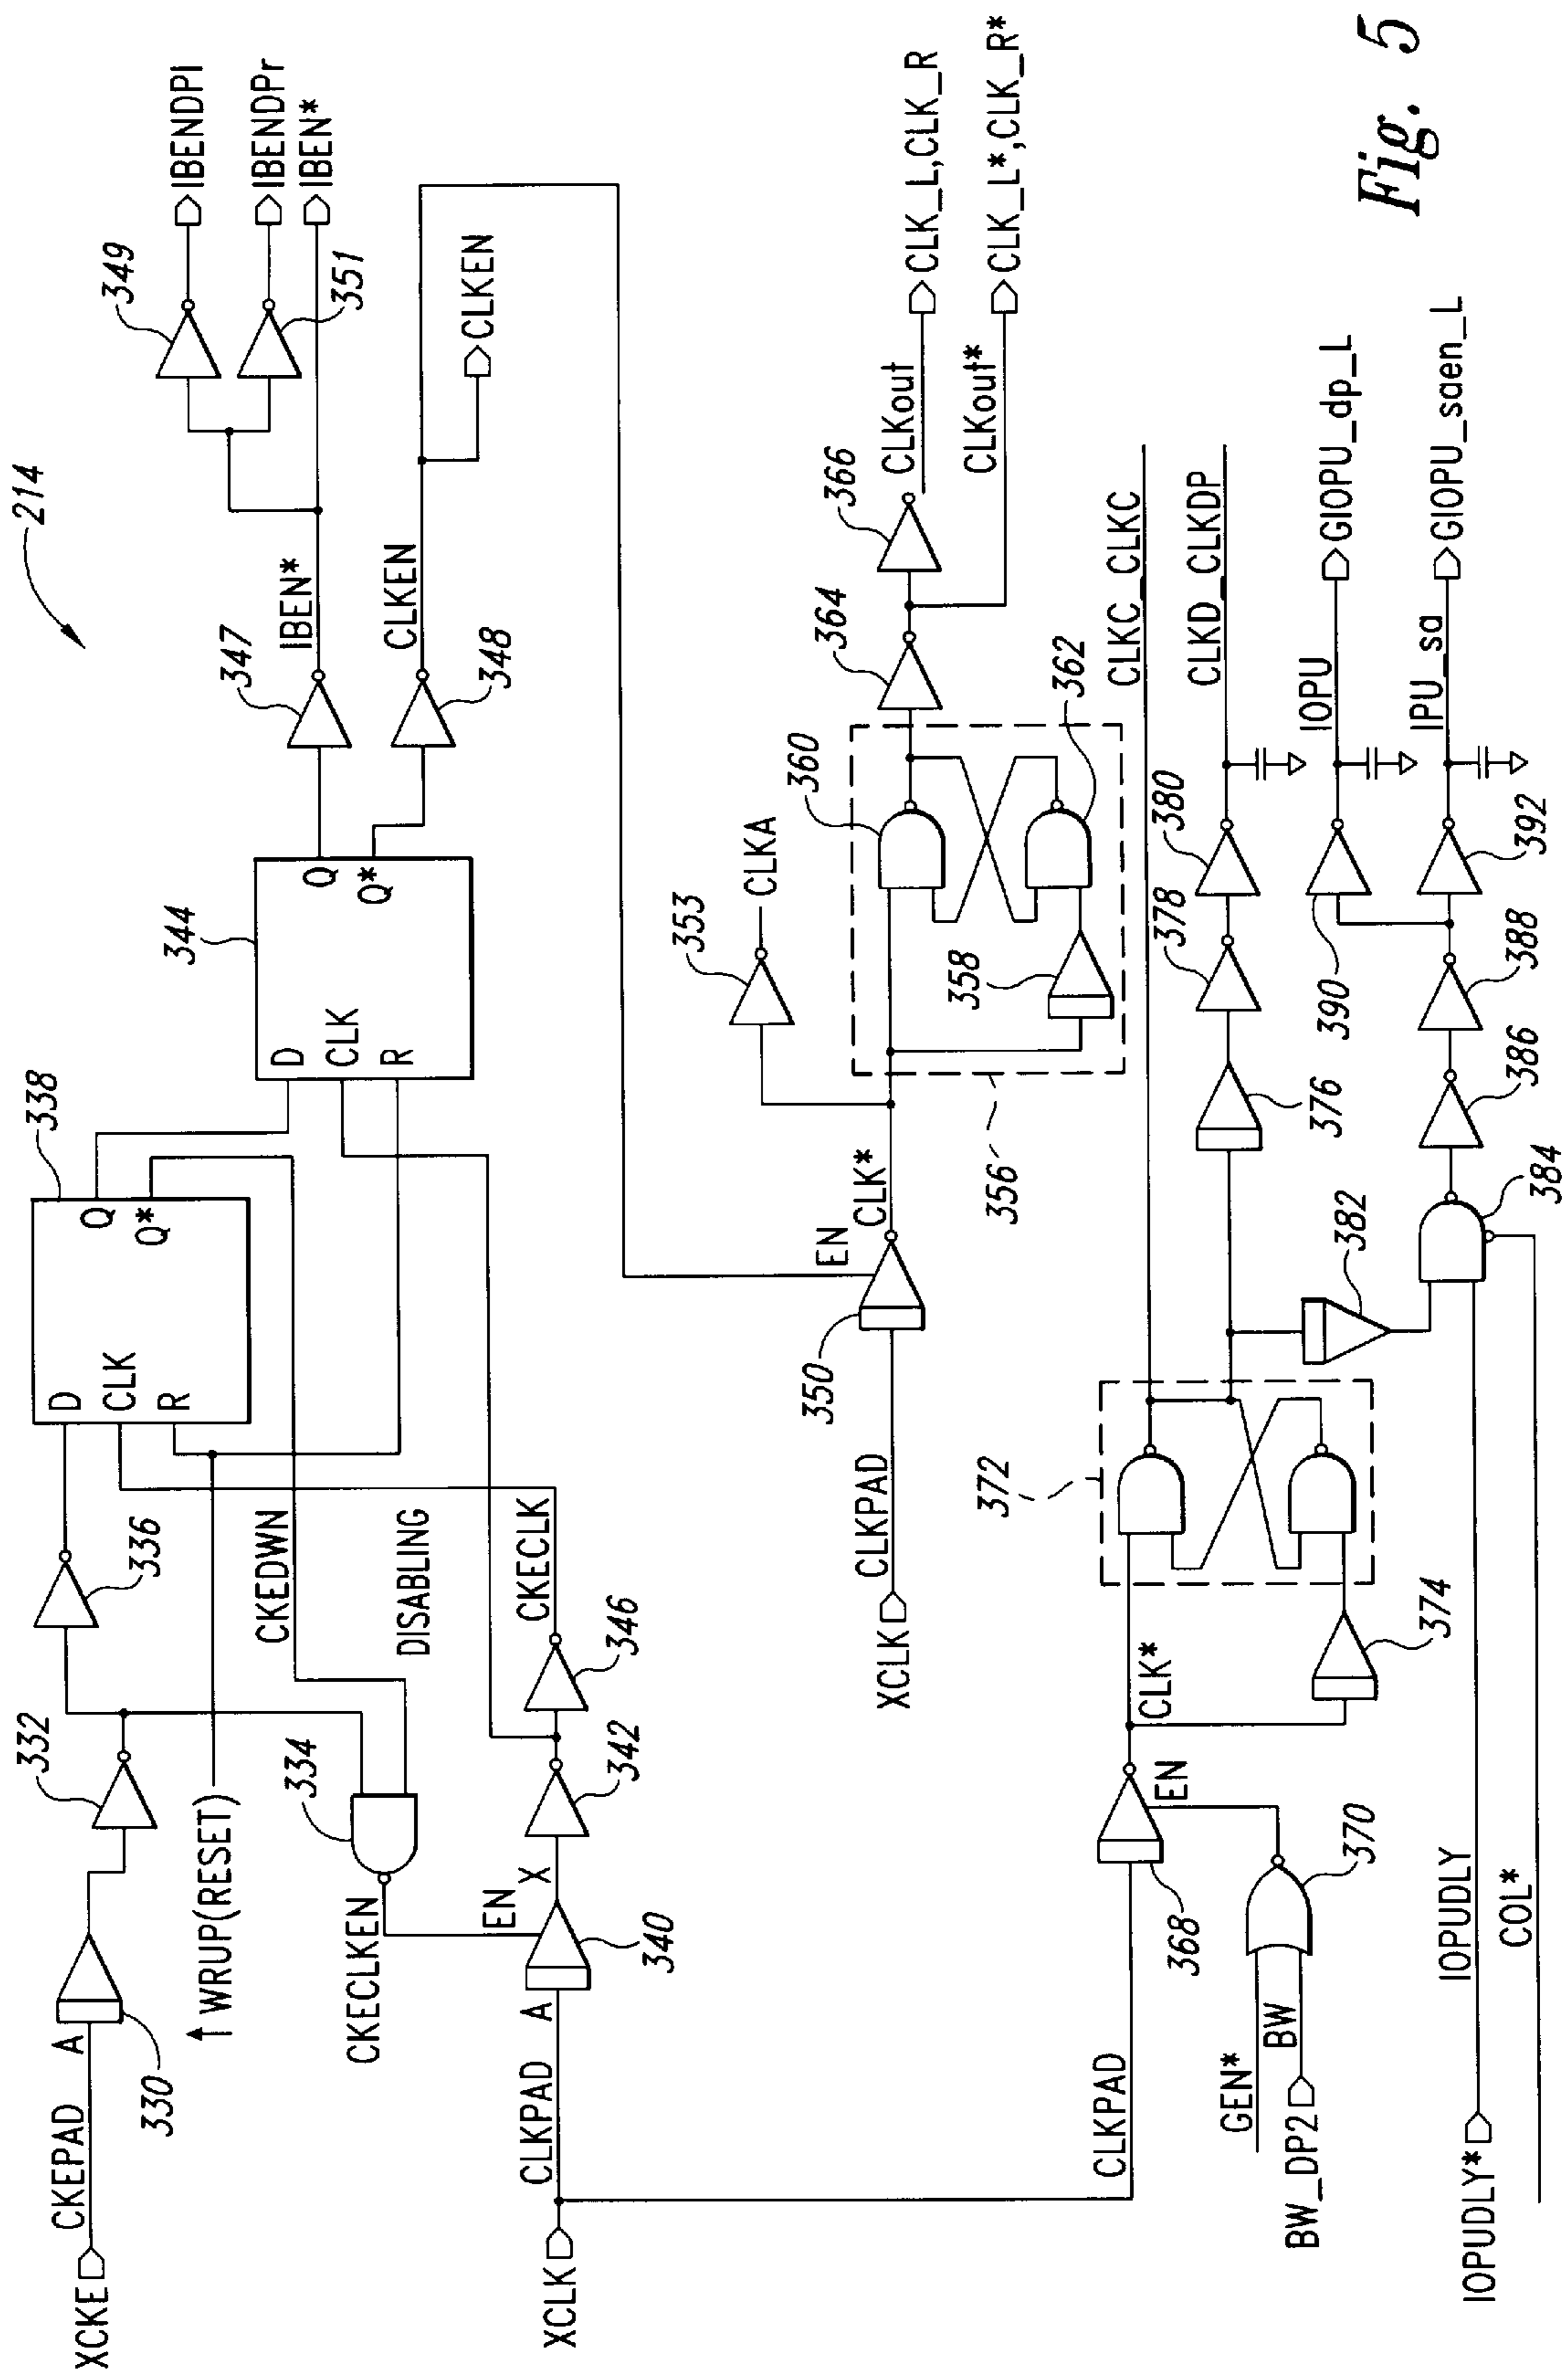 214
XCKE
CKEPAD
A
330
332
336
338
D
CLK
R
Q
Q*
344
D
CLK
R
Q
Q*
347
IBEN*
349
351
IBENDPl
IBENDPr
IBEN*
348
CLKEN
CLKEN
WRUP(RESET)
334
CKECLKEN
CKEDWN
DISABLING
XCLK
CLKPAD
A
EN
X
340
342
346
CKECLK
XCLK
CLKPAD
350
EN
CLK*
353
CLKA
356
358
360
362
364
366
CLKout
CLKout*
CLK_L,CLK_R
CLK_L*,CLK_R*
CLKPAD
368
EN
CLK*
GEN*
BW_DP2
BW
370
372
374
CLKC_CLKC
376
378
380
CLKD_CLKDP
382
384
386
388
390
392
IOPU
GIOPU_dp_L
IPU_sa
GIOPU_saen_L
IOPUDLY*
IOPUDLY
COL*
Fig. 5